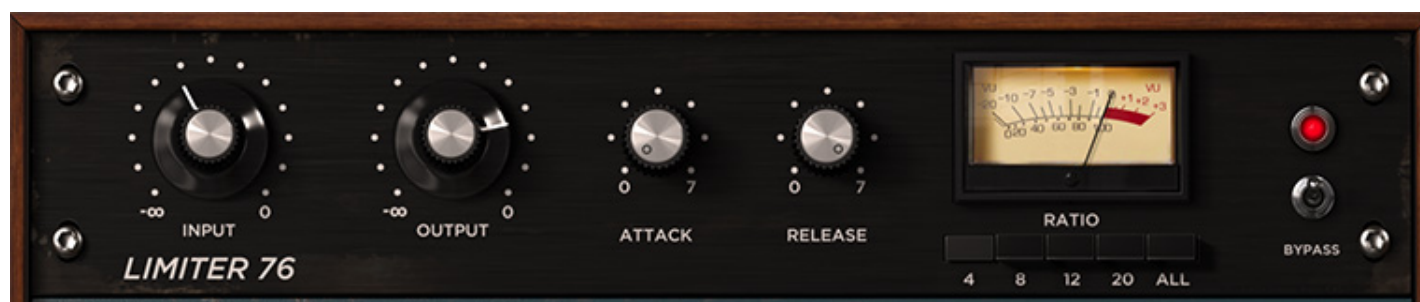 VU
VU
-20 -10 -7 -5 -3 -1 +1 +2 +3
0 20 40 60 80 100
0 7
0 7
-∞ 0
-∞ 0
INPUT
OUTPUT
ATTACK
RELEASE
RATIO
BYPASS
LIMITER 76
4 8 12 20 ALL